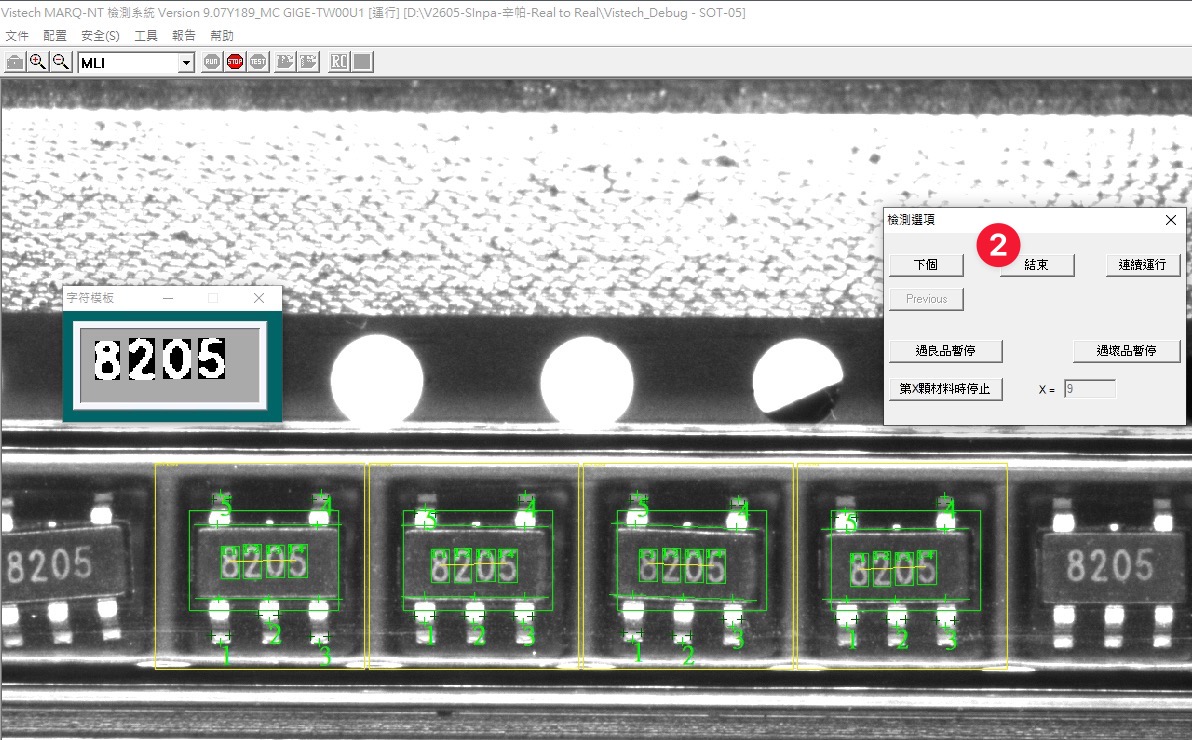 Vistech MARQ-NT 檢測系統 Version 9.07Y189_MC GIGE-TW00U1 [運行] [D:\V2605-SInpa-辛帕-Real to Real\Vistech_Debug - SOT-05]
文件 配置 安全(S) 工具 報告 幫助
MLI RUN STOP TEST RC
檢測選項
2
下個 結束 連續運行
Previous
字符模板
8205
過良品暫停 過壞品暫停
第X顆材料時停止 X = 9
5 4 5 4 5 4 5 4
8205 8205 8205 8205 8205 8205
1 2 3 1 2 3 1 2 3 1 2 3